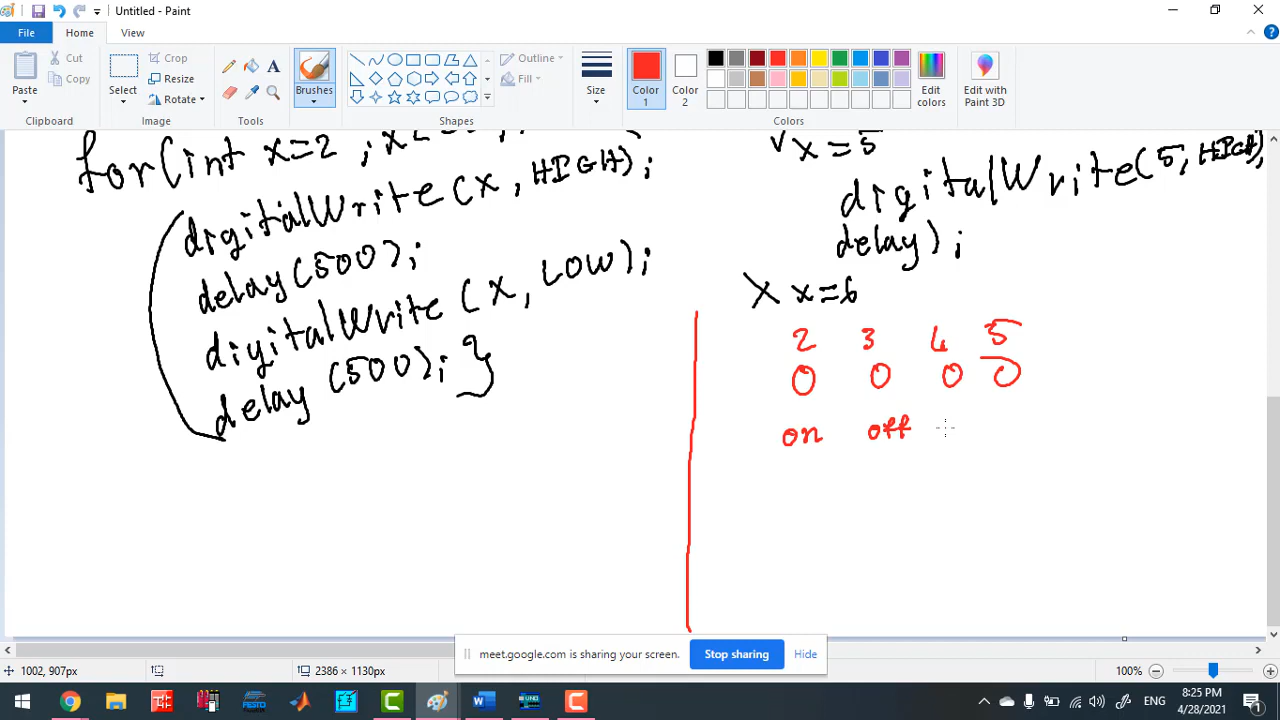 Untitled - Paint
File
Home
View
Paste
Cut
Copy
Clipboard
Select
Crop
Resize
Rotate
Image
Tools
Brushes
Outline
Fill
Shapes
Size
Color 1
Color 2
Edit colors
Edit with Paint 3D
Colors
for(int x=2 ;
digitalWrite(x, HIGH);
delay(500);
digitalWrite(x, LOW);
delay(500); }
x=5
digitalWrite(5, HIGH)
delay);
X x=6
2 3 4 5
0 0 0 0
on off
meet.google.com is sharing your screen.
Stop sharing
Hide
1002, 907px
2386 × 1130px
100%
ENG
8:25 PM
4/28/2021